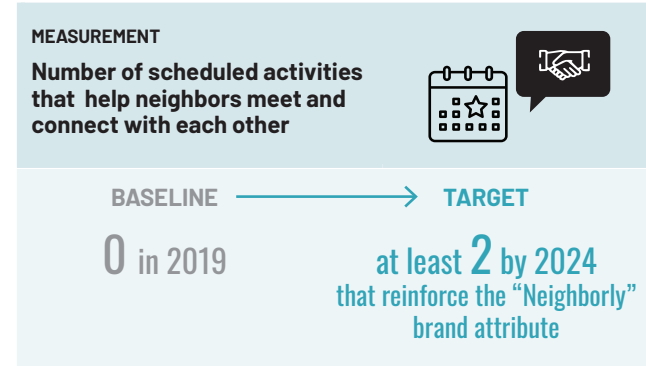 MEASUREMENT
Number of scheduled activities
that help neighbors meet and
connect with each other
BASELINE
TARGET
0 in 2019
at least 2 by 2024
that reinforce the “Neighborly”
brand attribute